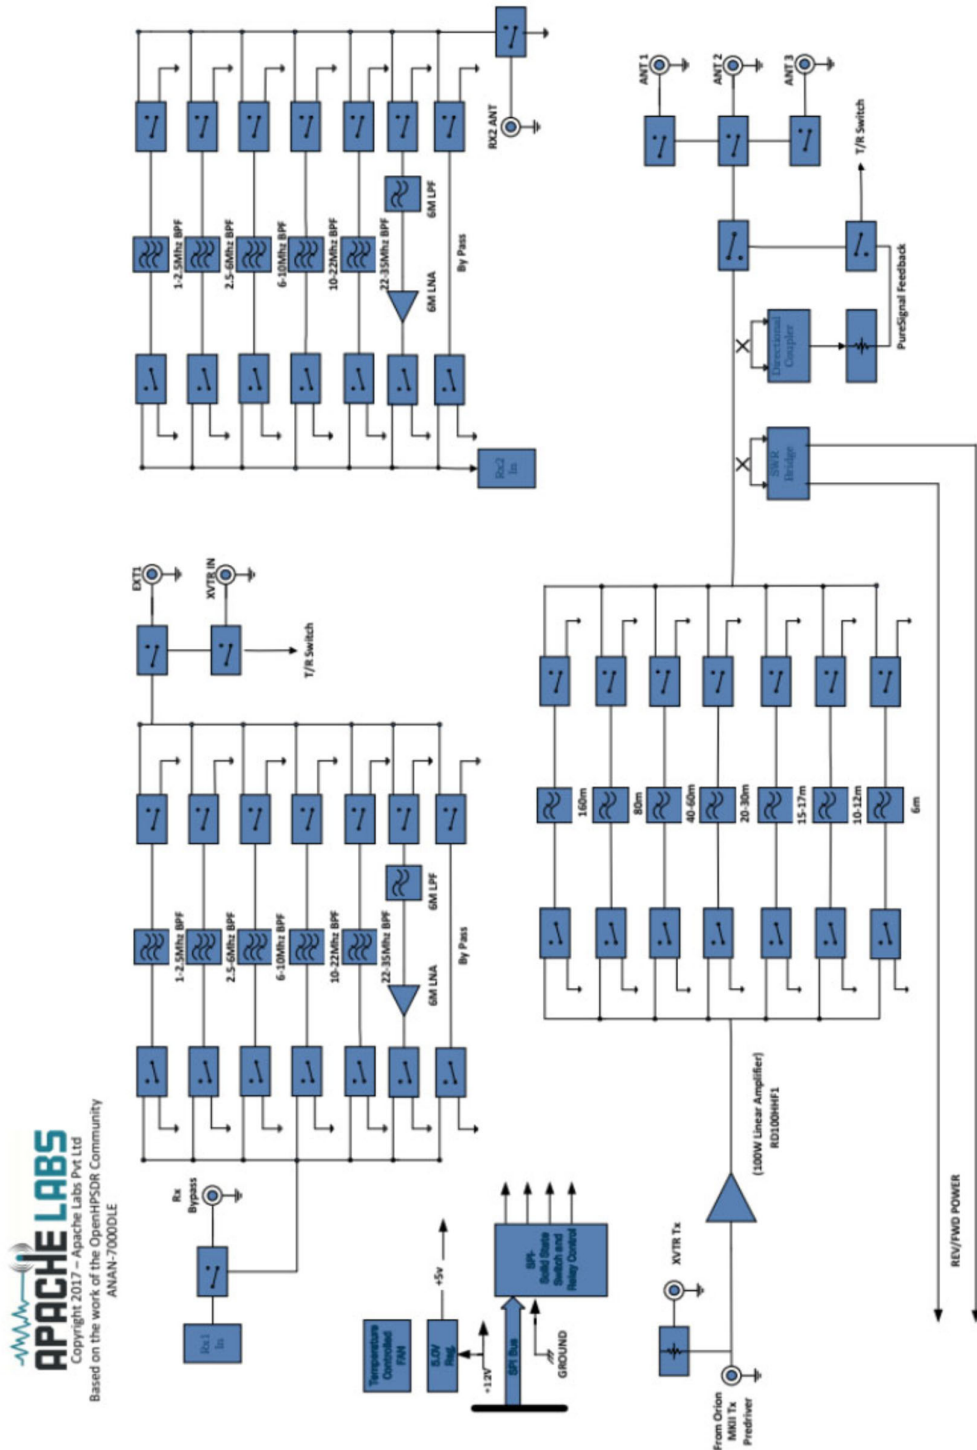 APACHE LABS
Copyright 2017 – Apache Labs Pvt Ltd
Based on the work of the OpenHPSDR Community
ANAN-7000DLE
Rx1
In
Rx
Bypass
1-2.5Mhz BPF
2.5-6Mhz BPF
6-10Mhz BPF
10-22Mhz BPF
22-35Mhz BPF
6M LNA
6M LPF
By Pass
EXT1
XVTR IN
T/R Switch
Rx2
In
1-2.5Mhz BPF
2.5-6Mhz BPF
6-10Mhz BPF
10-22Mhz BPF
22-35Mhz BPF
6M LNA
6M LPF
By Pass
RX2 ANT
Temperature
Controlled
FAN
5.0V
Reg.
+5v
+12V
SPI Bus
GROUND
SPI-
Solid State
Switch and
Relay Control
From Orion
MKII Tx
Predriver
XVTR Tx
(100W Linear Amplifier)
RD100HHF1
160m
80m
40-60m
20-30m
15-17m
10-12m
6m
SWR
Bridge
Directional
Coupler
PureSignal Feedback
T/R Switch
ANT 1
ANT 2
ANT 3
REV/FWD POWER